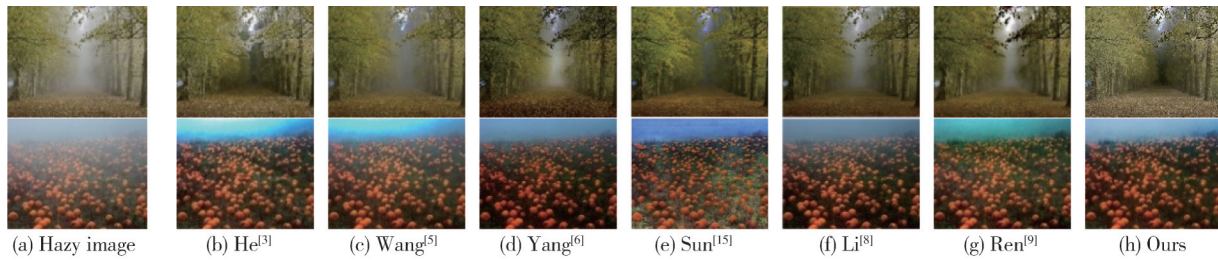 (a) Hazy image (b) He[3] (c) Wang[5] (d) Yang[6] (e) Sun[15] (f) Li[8] (g) Ren[9] (h) Ours